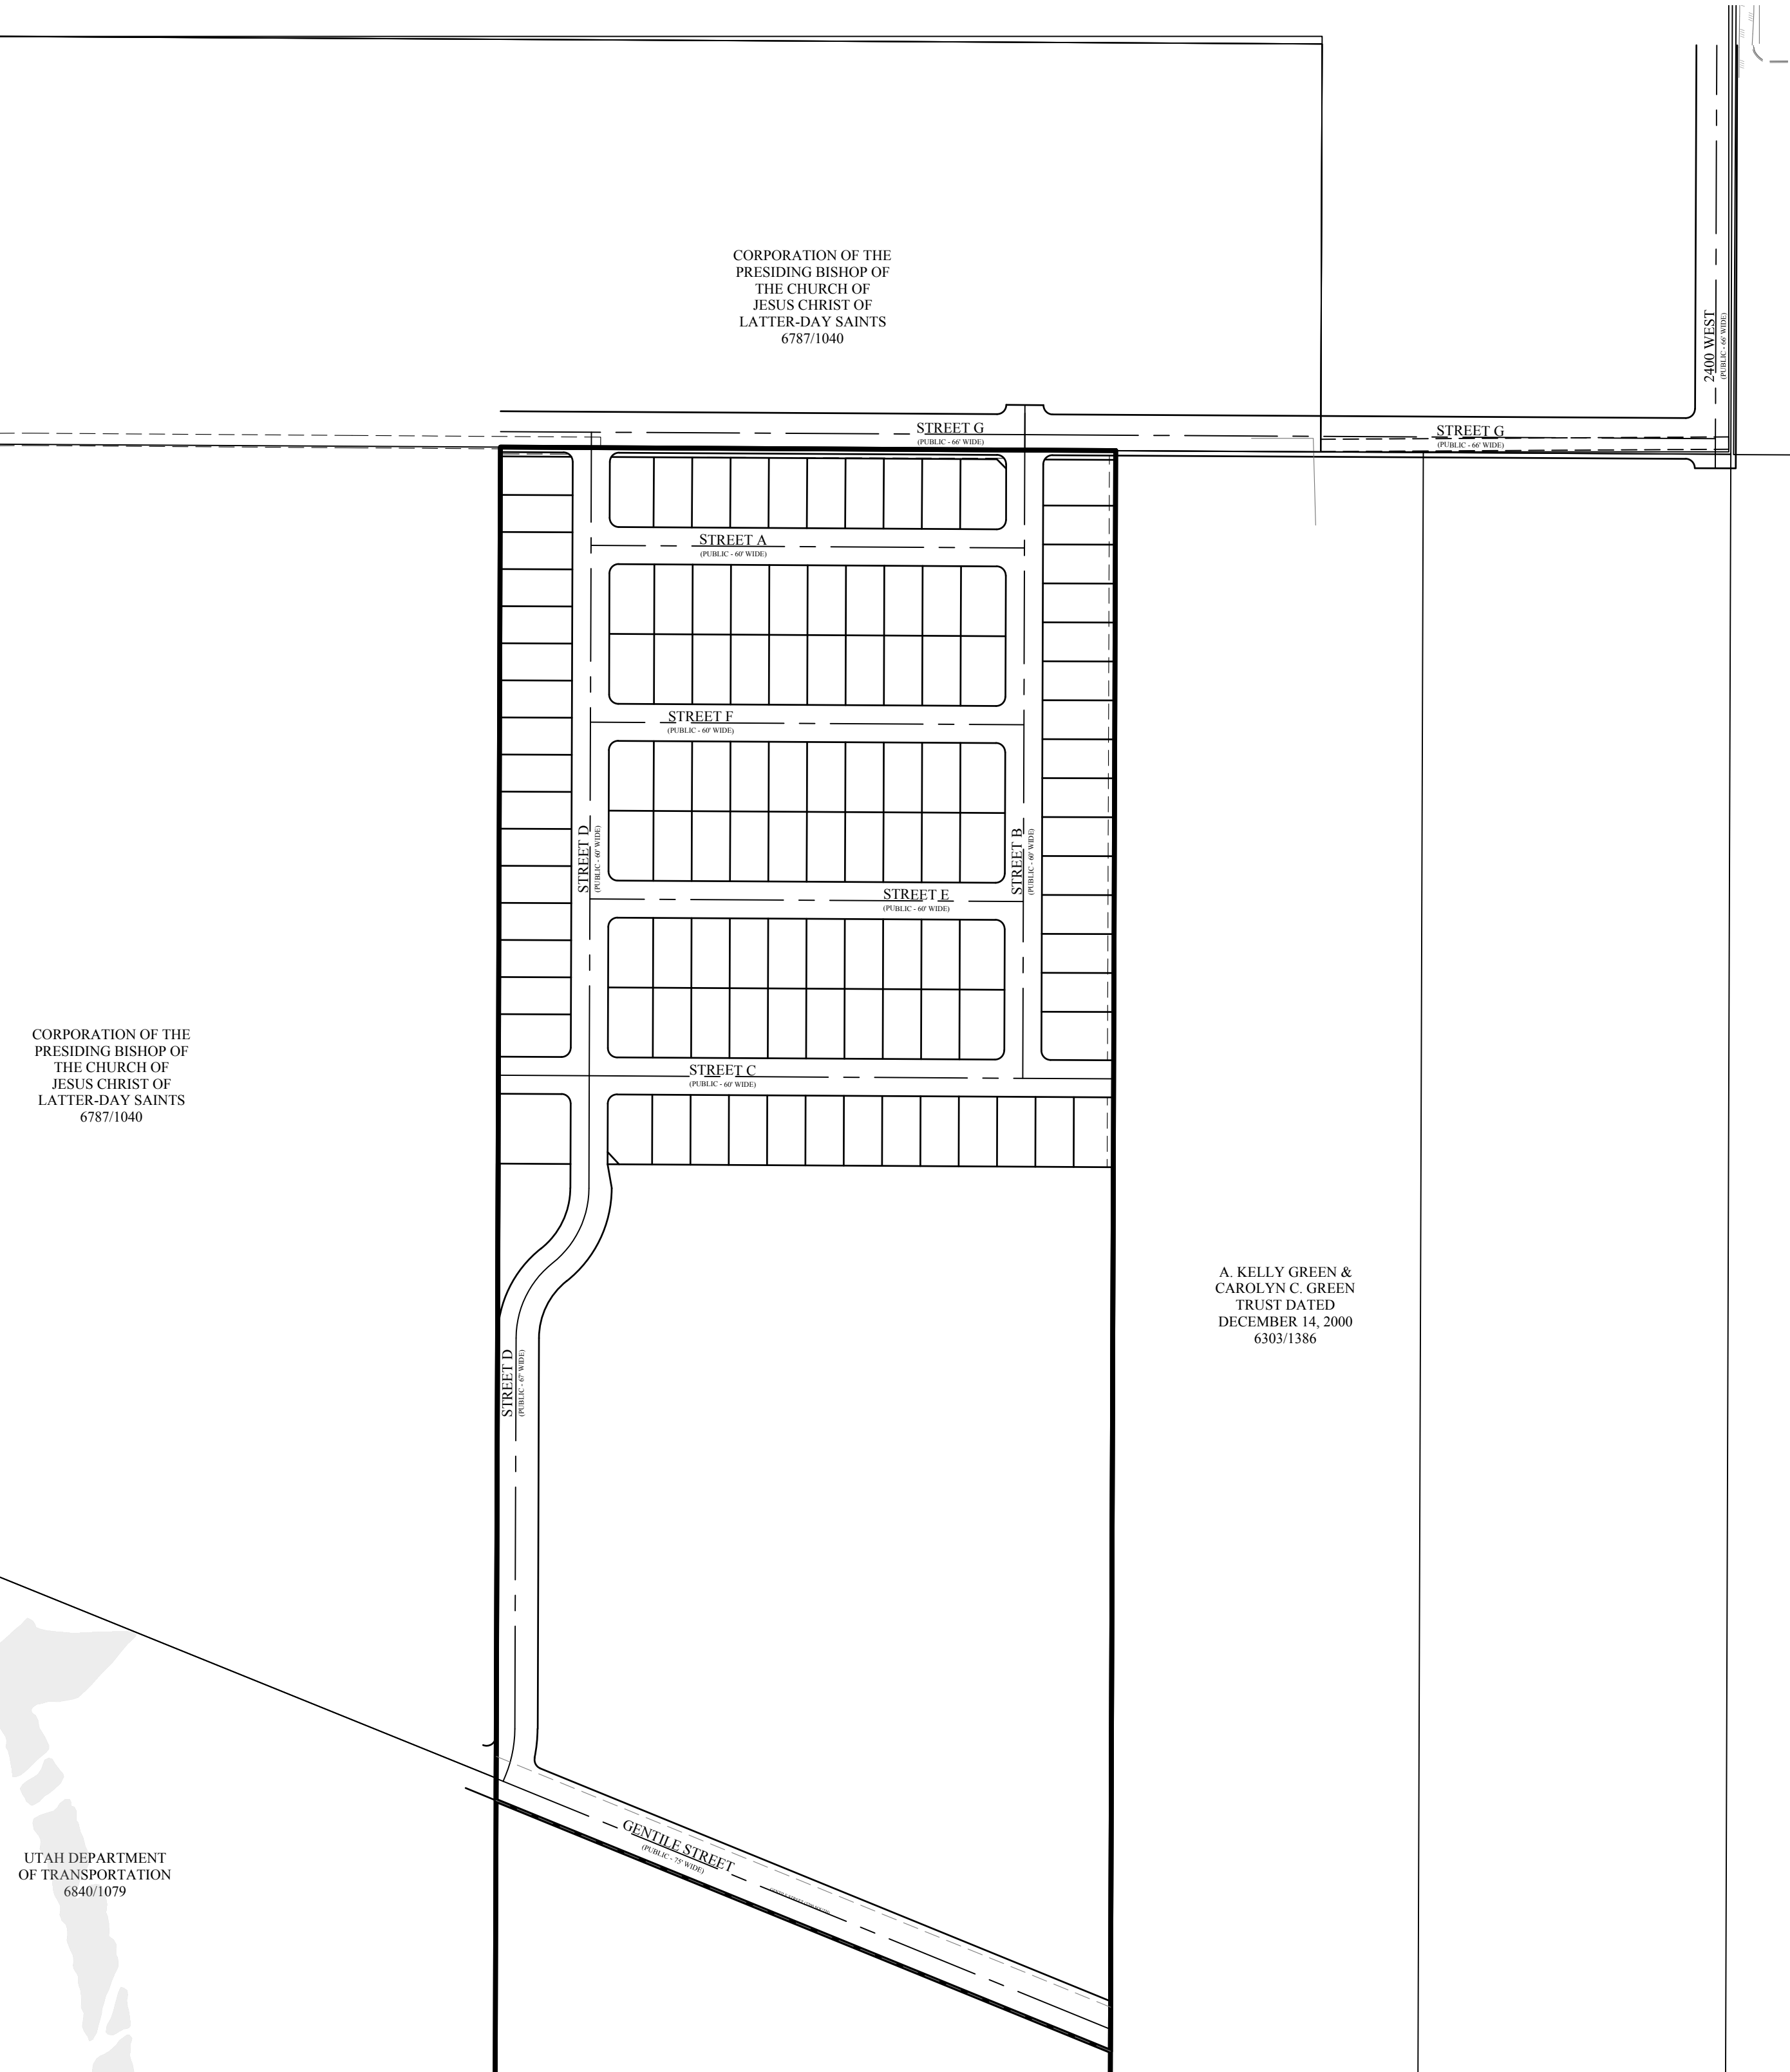 CORPORATION OF THE
PRESIDING BISHOP OF
THE CHURCH OF
JESUS CHRIST OF
LATTER-DAY SAINTS
6787/1040
2400 WEST
(PUBLIC - 66' WIDE)
STREET G
(PUBLIC - 66' WIDE)
STREET G
(PUBLIC - 66' WIDE)
STREET A
(PUBLIC - 60' WIDE)
STREET F
(PUBLIC - 60' WIDE)
STREET D
(PUBLIC - 60' WIDE)
STREET B
(PUBLIC - 60' WIDE)
STREET E
(PUBLIC - 60' WIDE)
CORPORATION OF THE
PRESIDING BISHOP OF
THE CHURCH OF
JESUS CHRIST OF
LATTER-DAY SAINTS
6787/1040
STREET C
(PUBLIC - 60' WIDE)
A. KELLY GREEN &
CAROLYN C. GREEN
TRUST DATED
DECEMBER 14, 2000
6303/1386
STREET D
(PUBLIC - 67' WIDE)
GENTILE STREET
(PUBLIC - 75' WIDE)
UTAH DEPARTMENT
OF TRANSPORTATION
6840/1079